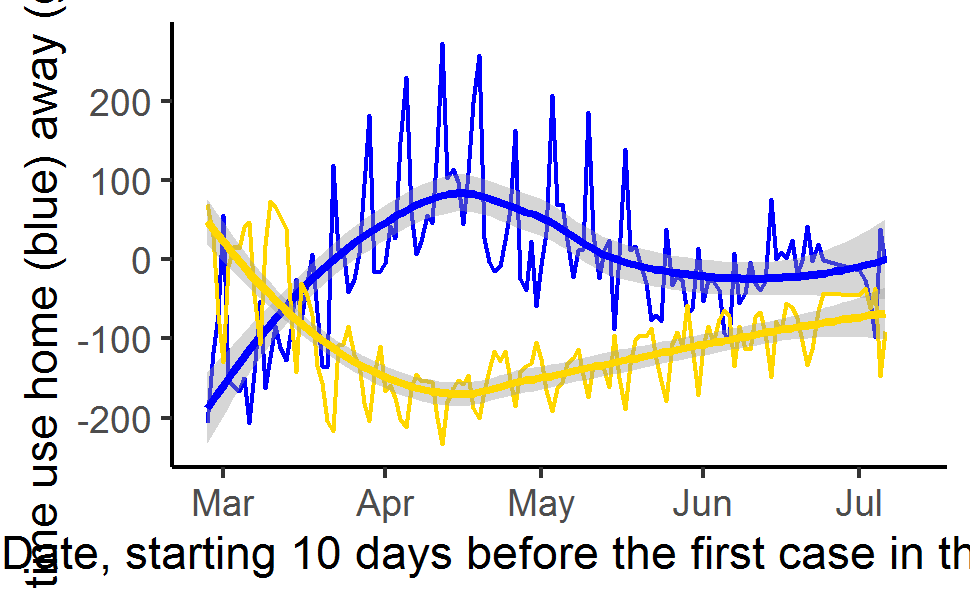 time use home (blue) away (
200
100
0
-100
-200
Mar Apr May Jun Jul
Date, starting 10 days before the first case in th